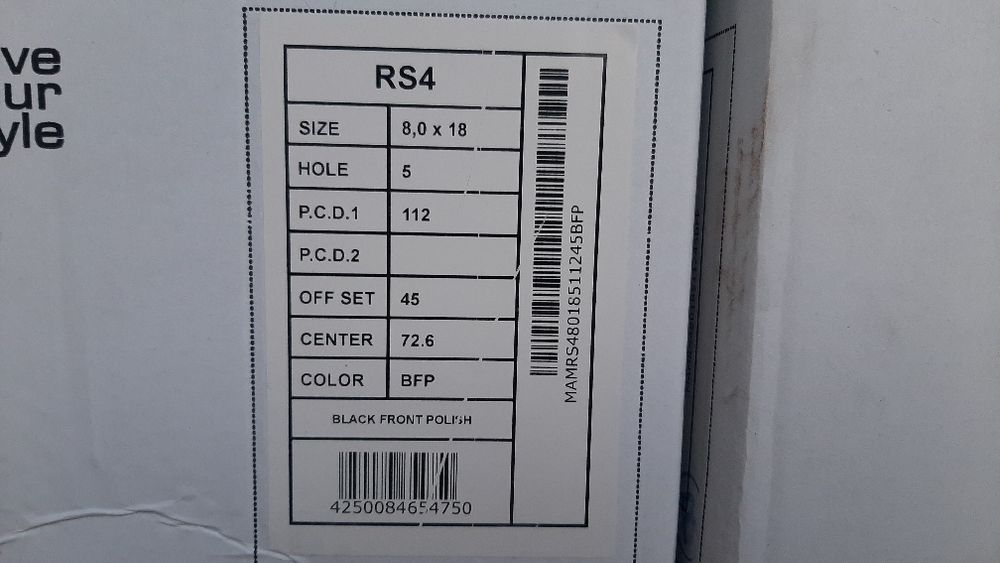 ve
ur
yle
RS4
SIZE 8,0 x 18
HOLE 5
P.C.D.1 112
P.C.D.2
OFF SET 45
CENTER 72.6
COLOR BFP
BLACK FRONT POLISH
4250084654750
MAMRS48018511245BFP